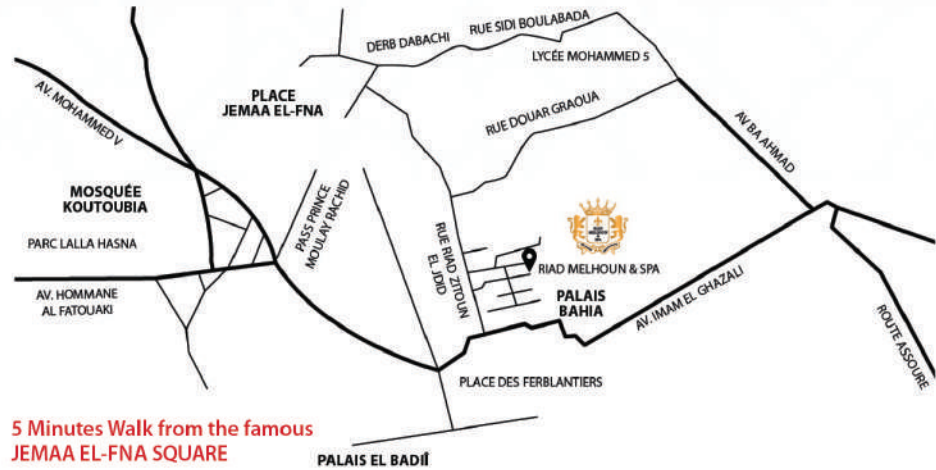 DERB DABACHI
RUE SIDI BOULABADA
LYCÉE MOHAMMED 5
AV. MOHAMMED V
PLACE
JEMAA EL-FNA
RUE DOUAR GRAOUA
AV BA AHMAD
MOSQUÉE
KOUTOUBIA
PASS PRINCE
MOULAY RACHID
PARC LALLA HASNA
RUE RIAD ZITOUN
EL JDID
RIAD MELHOUN & SPA
AV. HOMMANE
AL FATOUAKI
PALAIS
BAHIA
AV. IMAM EL GHAZALI
ROUTE ASSOURE
PLACE DES FERBLANTIERS
5 Minutes Walk from the famous
JEMAA EL-FNA SQUARE
PALAIS EL BADIÎ